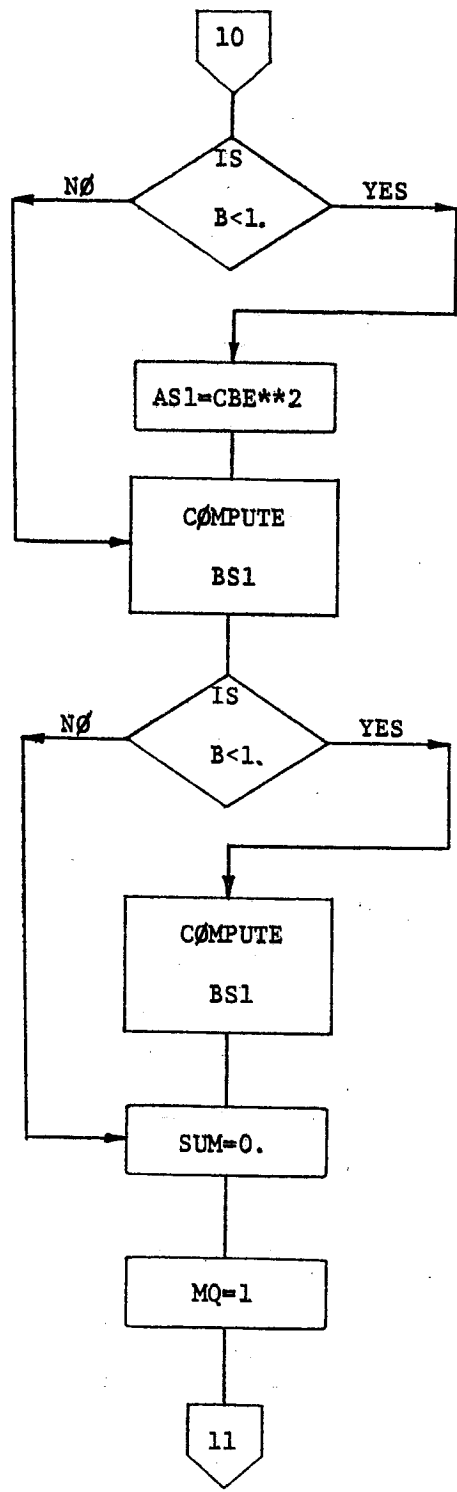 10
IS
NØ
YES
B<1.
AS1=CBE**2
CØMPUTE
BS1
IS
NØ
YES
B<1.
CØMPUTE
BS1
SUM=0.
MQ=1
11